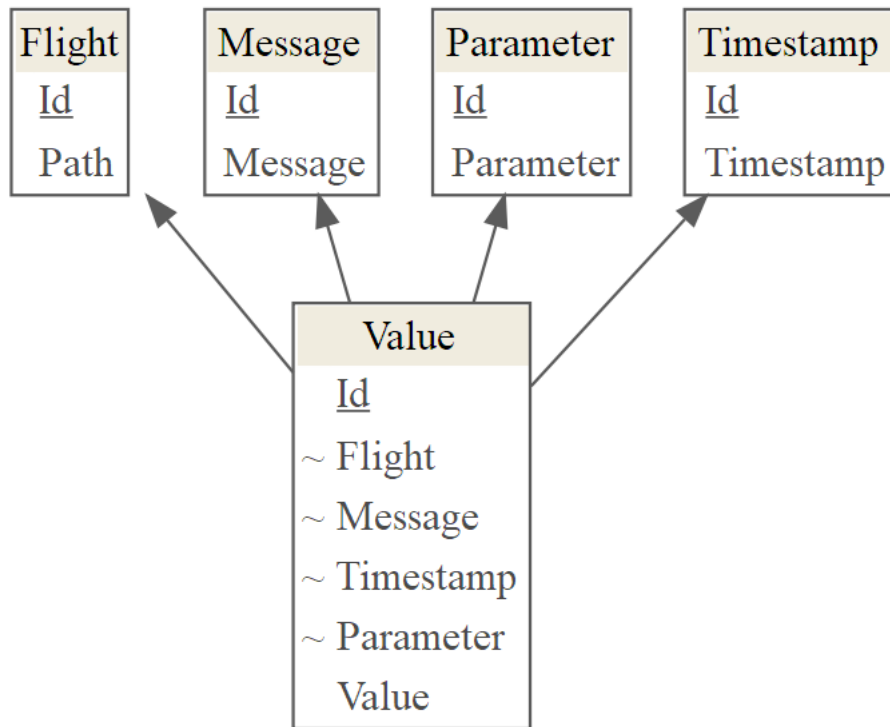 Flight
Id
Path
Message
Id
Message
Parameter
Id
Parameter
Timestamp
Id
Timestamp
Value
Id
~ Flight
~ Message
~ Timestamp
~ Parameter
Value